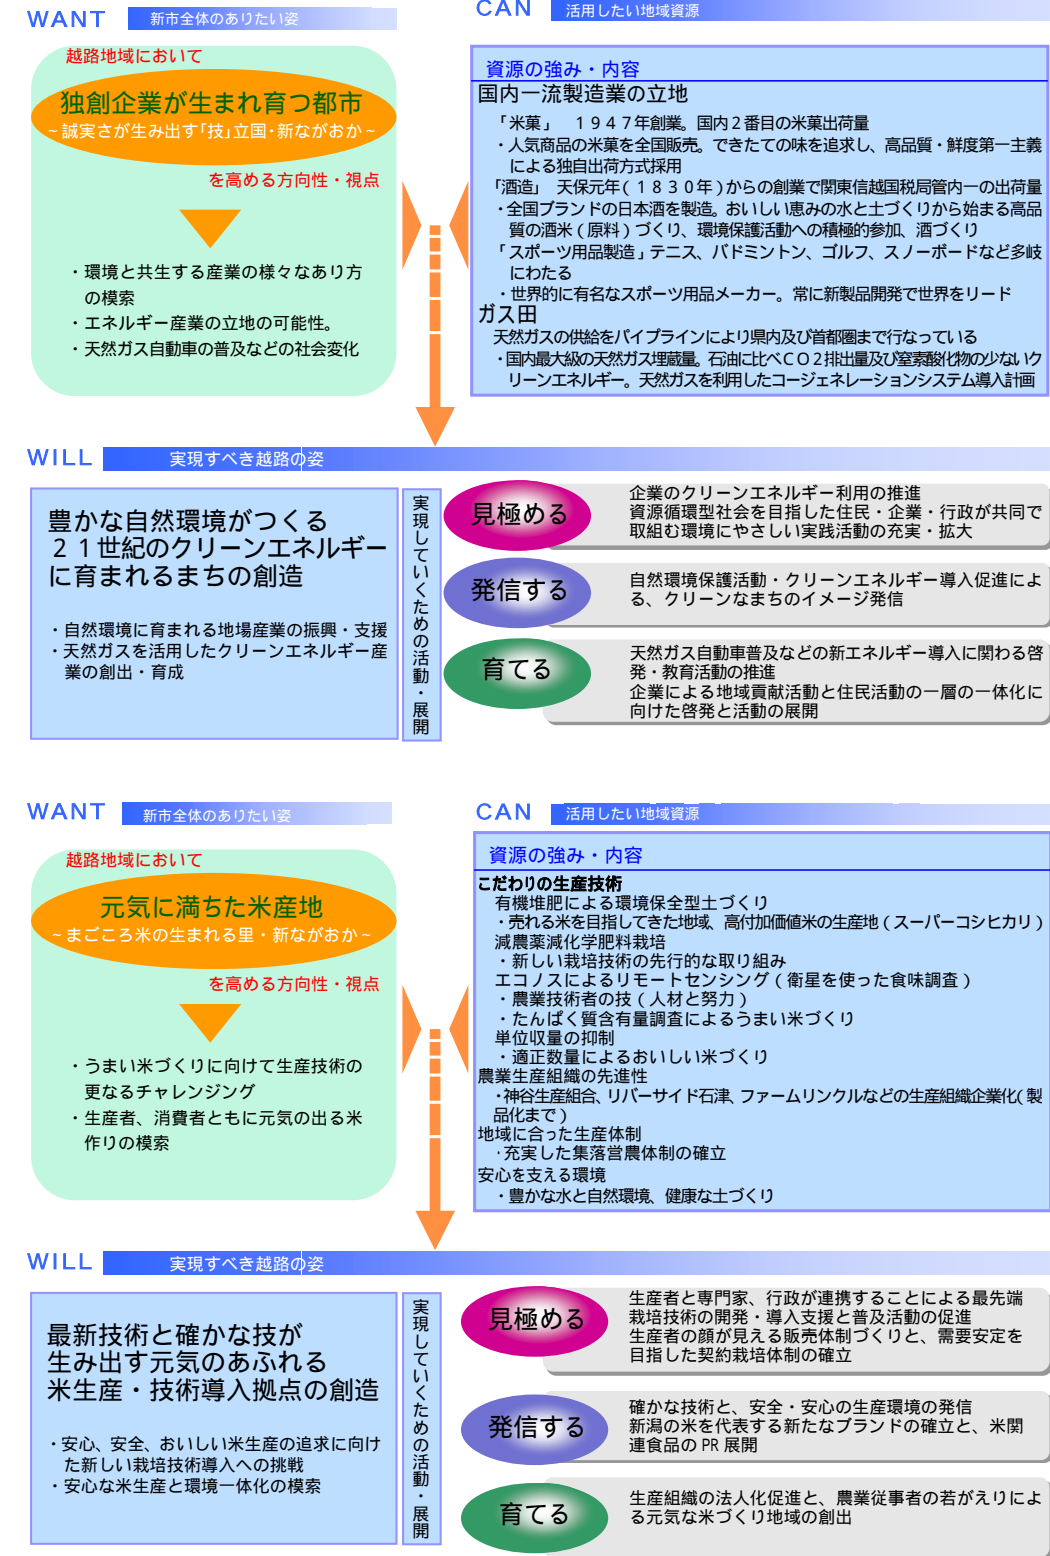 WANT 新市全体のありたい姿
越路地域において
独創企業が生まれ育つ都市
~誠実さが生み出す「技」立国・新ながおか~
を高める方向性・視点
・環境と共生する産業の様々なあり方
の模索
・エネルギー産業の立地の可能性。
・天然ガス自動車の普及などの社会変化
CAN 活用したい地域資源
資源の強み・内容
国内一流製造業の立地
「米菓」 1947年創業。国内2番目の米菓出荷量
・人気商品の米菓を全国販売。できたての味を追求し、高品質・鮮度第一主義
による独自出荷方式採用
「酒造」 天保元年(1830年)からの創業で関東信越国税局管内一の出荷量
・全国ブランドの日本酒を製造。おいしい恵みの水と土づくりから始まる高品
質の酒米(原料)づくり、環境保護活動への積極的参加、酒づくり
「スポーツ用品製造」テニス、バドミントン、ゴルフ、スノーボードなど多岐
にわたる
・世界的に有名なスポーツ用品メーカー。常に新製品開発で世界をリード
ガス田
天然ガスの供給をパイプラインにより県内及び首都圏まで行なっている
・国内最大級の天然ガス埋蔵量。石油に比べCO2排出量及び窒素酸化物の少ないク
リーンエネルギー。天然ガスを利用したコージェネレーションシステム導入計画
WILL 実現すべき越路の姿
豊かな自然環境がつくる
21世紀のクリーンエネルギー
に育まれるまちの創造
・自然環境に育まれる地場産業の振興・支援
・天然ガスを活用したクリーンエネルギー産
業の創出・育成
実現していくための活動・展開
見極める
企業のクリーンエネルギー利用の推進
資源循環型社会を目指した住民・企業・行政が共同で
取組む環境にやさしい実践活動の充実・拡大
発信する
自然環境保護活動・クリーンエネルギー導入促進によ
る、クリーンなまちのイメージ発信
育てる
天然ガス自動車普及などの新エネルギー導入に関わる啓
発・教育活動の推進
企業による地域貢献活動と住民活動の一層の一体化に
向けた啓発と活動の展開
WANT 新市全体のありたい姿
越路地域において
元気に満ちた米産地
~まごころ米の生まれる里・新ながおか~
を高める方向性・視点
・うまい米づくりに向けて生産技術の
更なるチャレンジング
・生産者、消費者ともに元気の出る米
作りの模索
CAN 活用したい地域資源
資源の強み・内容
こだわりの生産技術
有機堆肥による環境保全型土づくり
・売れる米を目指してきた地域、高付加価値米の生産地(スーパーコシヒカリ)
減農薬減化学肥料栽培
・新しい栽培技術の先行的な取り組み
エコノスによるリモートセンシング(衛星を使った食味調査)
・農業技術者の技(人材と努力)
・たんぱく質含有量調査によるうまい米づくり
単位収量の抑制
・適正数量によるおいしい米づくり
農業生産組織の先進性
・神谷生産組合、リバーサイド石津、ファームリンクルなどの生産組織企業化(製
品化まで)
地域に合った生産体制
・充実した集落営農体制の確立
安心を支える環境
・豊かな水と自然環境、健康な土づくり
WILL 実現すべき越路の姿
最新技術と確かな技が
生み出す元気のあふれる
米生産・技術導入拠点の創造
・安心、安全、おいしい米生産の追求に向け
た新しい栽培技術導入への挑戦
・安心な米生産と環境一体化の模索
実現していくための活動・展開
見極める
生産者と専門家、行政が連携することによる最先端
栽培技術の開発・導入支援と普及活動の促進
生産者の顔が見える販売体制づくりと、需要安定を
目指した契約栽培体制の確立
発信する
確かな技術と、安全・安心の生産環境の発信
新潟の米を代表する新たなブランドの確立と、米関
連食品のPR展開
育てる
生産組織の法人化促進と、農業従事者の若がえりによ
る元気な米づくり地域の創出